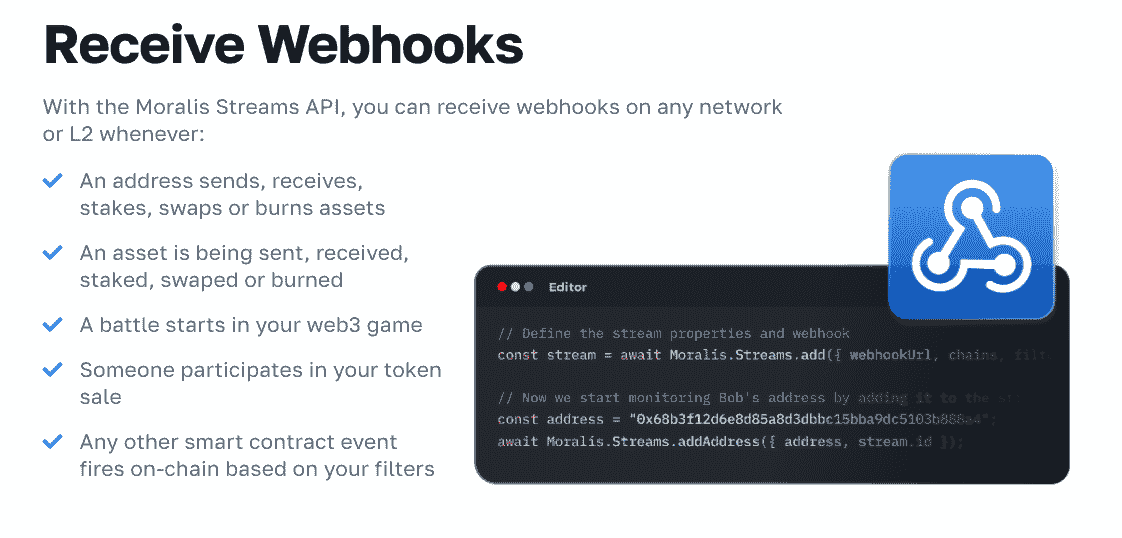 Receive Webhooks
With the Moralis Streams API, you can receive webhooks on any network
or L2 whenever:
An address sends, receives,
stakes, swaps or burns assets
An asset is being sent, received,
staked, swaped or burned
A battle starts in your web3 game
Someone participates in your token
sale
Any other smart contract event
fires on-chain based on your filters
Editor
// Define the stream properties and webhook
const stream = await Moralis.Streams.add({ webhookUrl, chains,
// Now we start monitoring Bob's address by adding it to the
const address = "0x68b3f12d6e8d85a8d3dbbc15bba9dc5103b888a4";
await Moralis.Streams.addAddress({ address, stream.id });